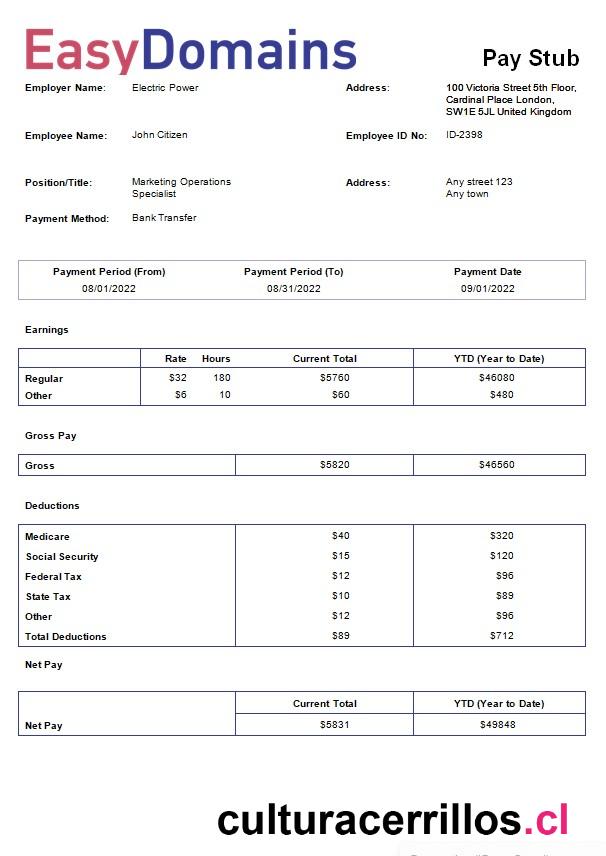 EasyDomains
Pay Stub
Employer Name: Electric Power Address: 100 Victoria Street 5th Floor,
Cardinal Place London,
SW1E 5JL United Kingdom
Employee Name: John Citizen Employee ID No: ID-2398
Position/Title: Marketing Operations Address: Any street 123
Specialist Any town
Payment Method: Bank Transfer
Payment Period (From) Payment Period (To) Payment Date
08/01/2022 08/31/2022 09/01/2022
Earnings
Rate Hours Current Total YTD (Year to Date)
Regular $32 180 $5760 $46080
Other $6 10 $60 $480
Gross Pay
Gross $5820 $46560
Deductions
Medicare $40 $320
Social Security $15 $120
Federal Tax $12 $96
State Tax $10 $89
Other $12 $96
Total Deductions $89 $712
Net Pay
Current Total YTD (Year to Date)
Net Pay $5831 $49848
culturacerrillos.cl